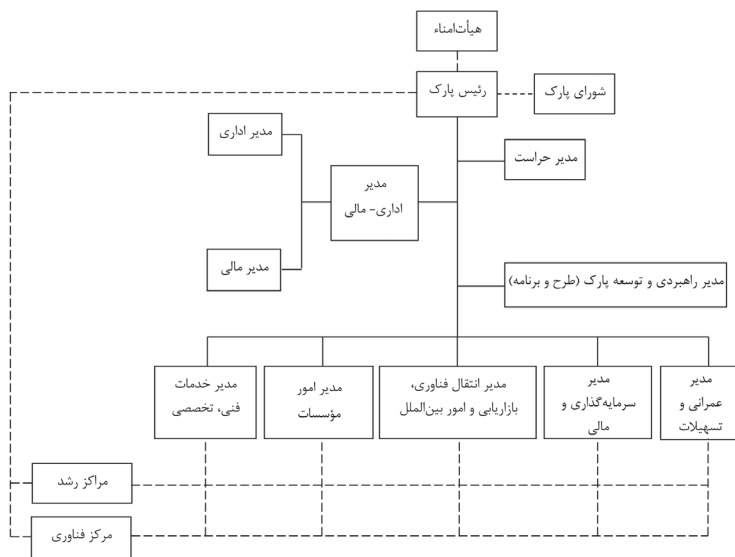 هیأت‌امناء
رئیس پارک
شورای پارک
مدیر اداری
مدیر حراست
مدیر
اداری- مالی
مدیر مالی
مدیر راهبردی و توسعه پارک (طرح و برنامه)
مدیر
عمرانی و
تسهیلات
مدیر
سرمایه‌گذاری و
مالی
مدیر انتقال فناوری،
بازاریابی و امور بین‌الملل
مدیر امور
مؤسسات
مدیر خدمات
فنی، تخصصی
مراکز رشد
مرکز فناوری